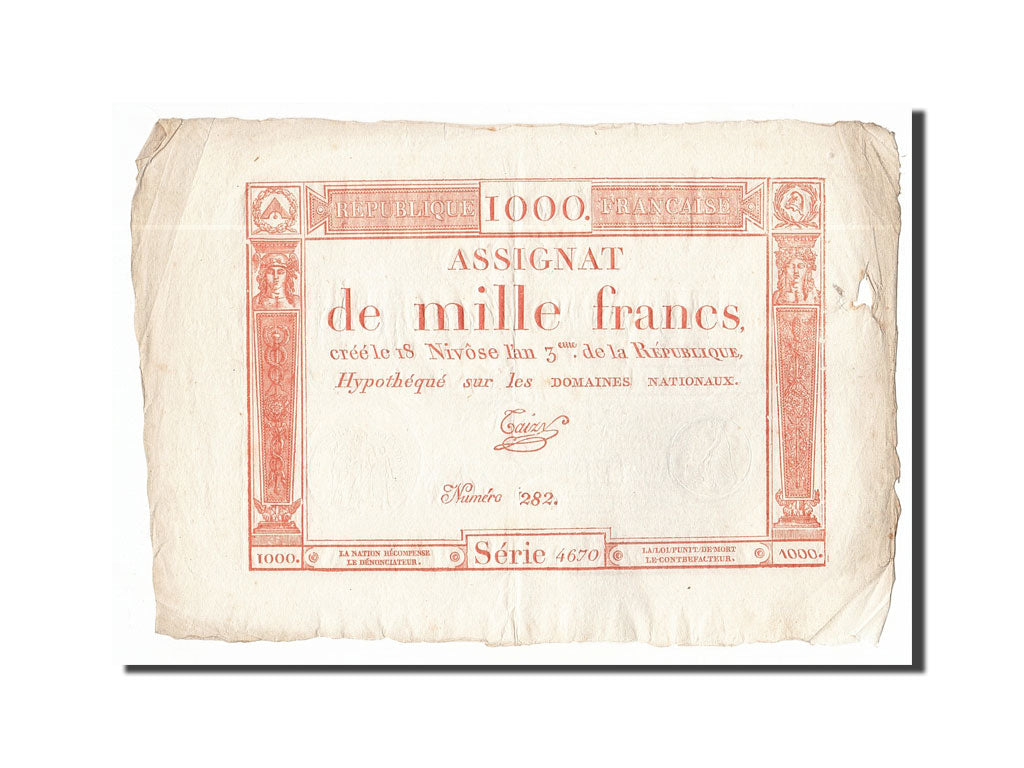 RÉPUBLIQUE 1000. FRANÇAISE
ASSIGNAT
de mille francs,
créé le 18 Nivôse l'an 3eme. de la RÉPUBLIQUE,
Hypothéqué sur les DOMAINES NATIONAUX.
Taizy
Numéro 282.
1000.
LA NATION RÉCOMPENSE
LE DÉNONCIATEUR.
Série 4670
LA LOI PUNIT DE MORT
LE CONTREFACTEUR.
1000.